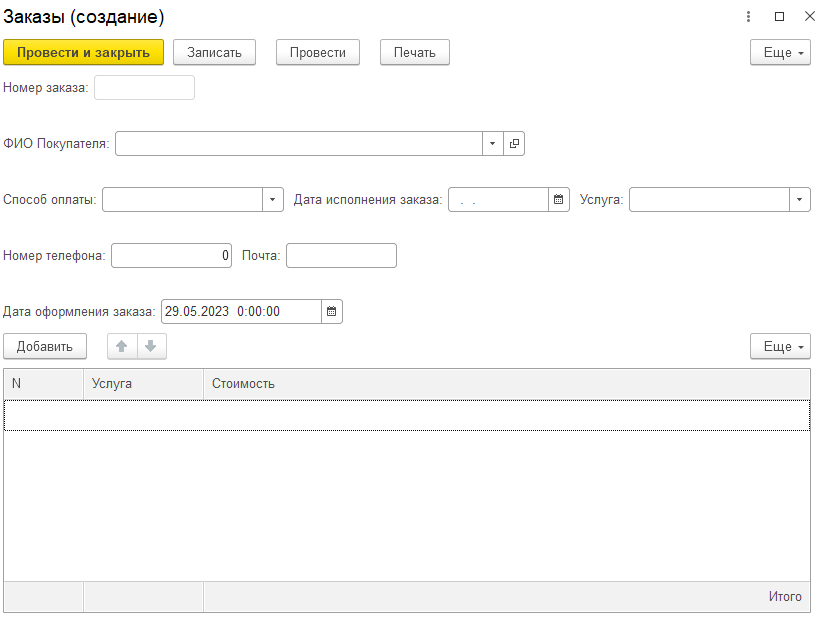 Заказы (создание)
Провести и закрыть Записать Провести Печать Еще
Номер заказа:
ФИО Покупателя:
Способ оплаты: Дата исполнения заказа: . . Услуга:
Номер телефона: 0 Почта:
Дата оформления заказа: 29.05.2023 0:00:00
Добавить Еще
N Услуга Стоимость
Итого